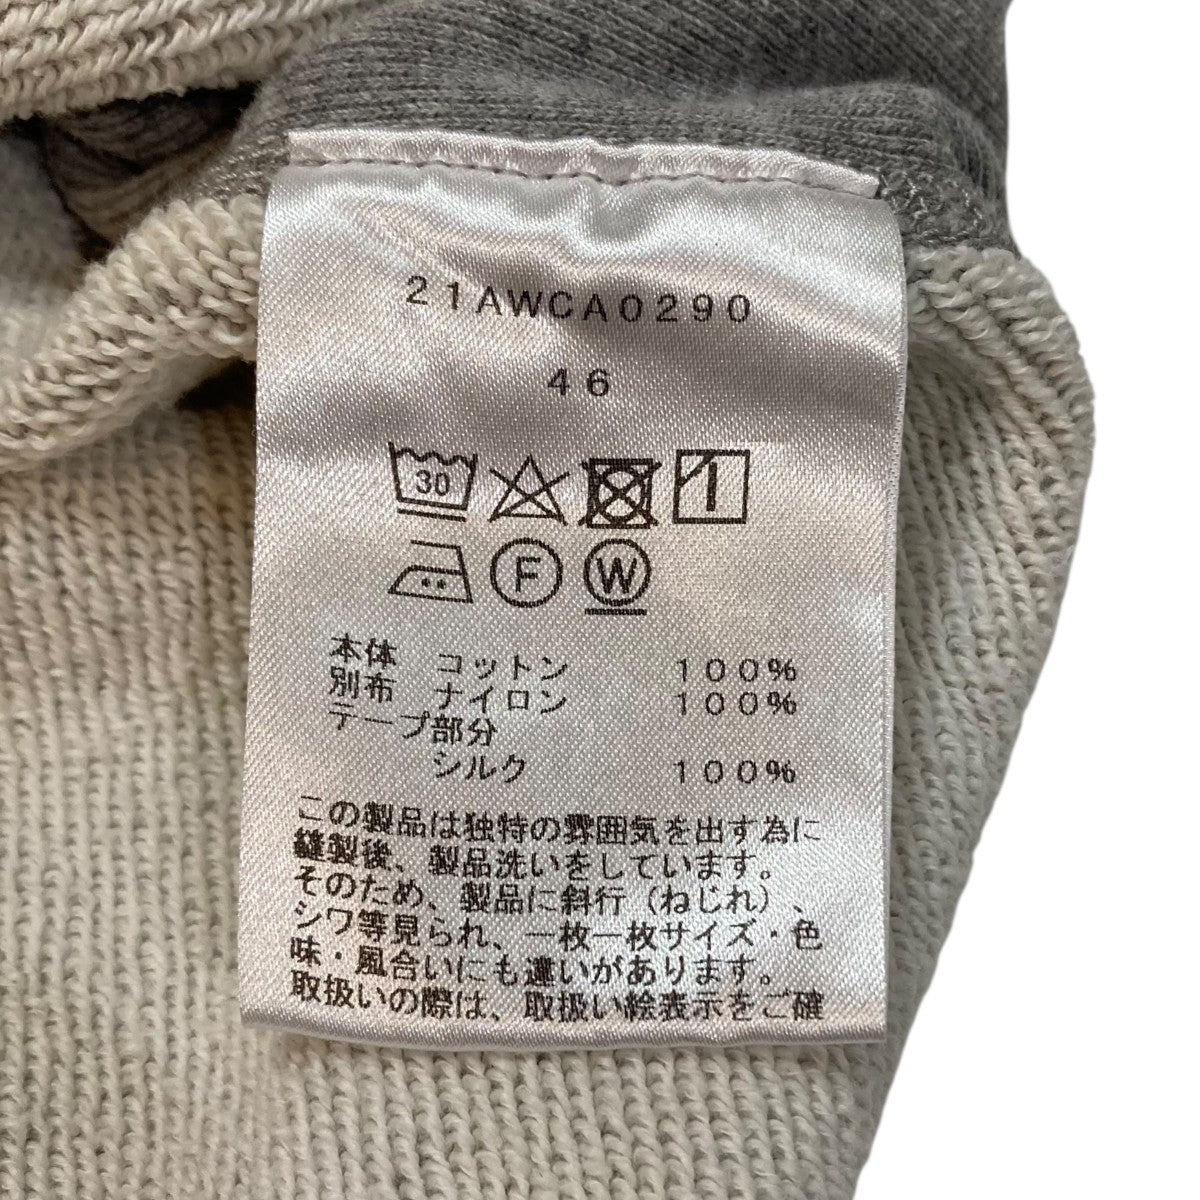 21AWCA0290
46
30
F W
本体 コットン 100%
別布 ナイロン 100%
テープ部分
シルク 100%
この製品は独特の雰囲気を出す為に
縫製後、製品洗いをしています。
そのため、製品に斜行（ねじれ）、
シワ等見られ、一枚一枚サイズ・色
味・風合いにも違いがあります。
取扱いの際は、取扱い絵表示をご確